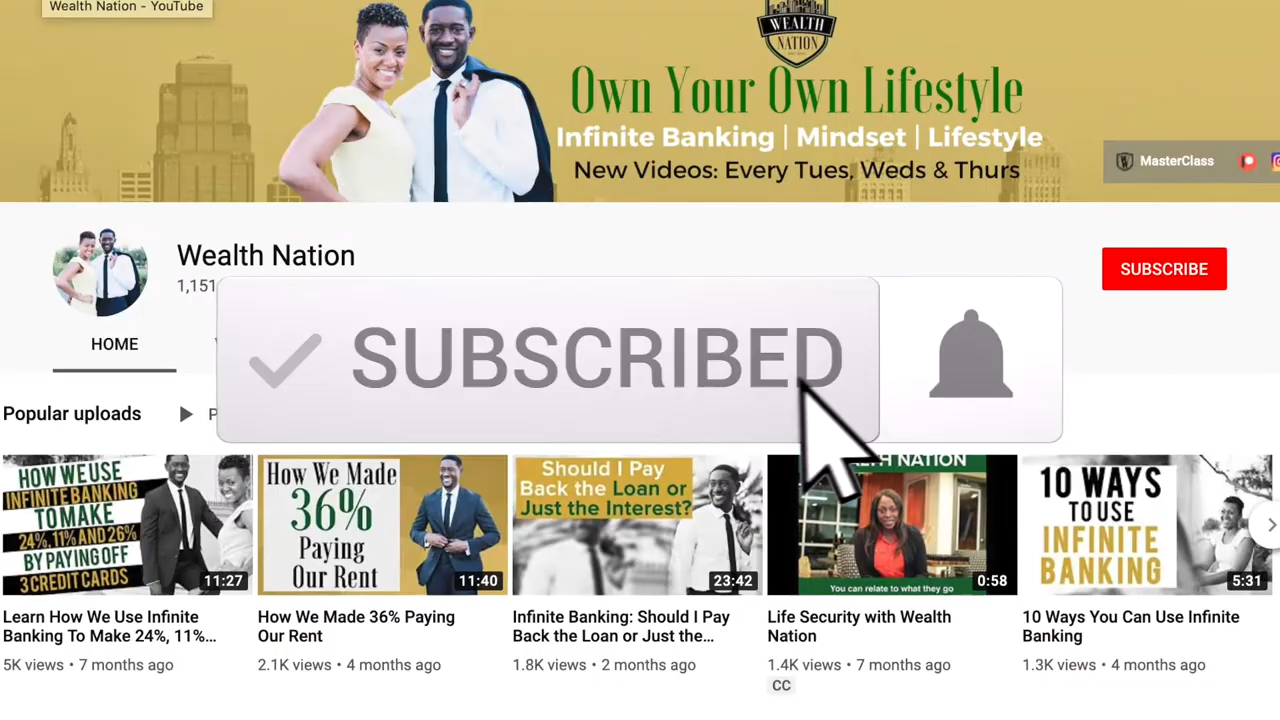 Wealth Nation - YouTube
WEALTH
NATION
Own Your Own Lifestyle
Infinite Banking | Mindset | Lifestyle
New Videos: Every Tues, Weds & Thurs
MasterClass
Wealth Nation
1,151
SUBSCRIBE
SUBSCRIBED
HOME
Popular uploads
P
HOW WE USE
INFINITE BANKING
TO MAKE
24%, 11% AND 26%
BY PAYING OFF
3 CREDIT CARDS
11:27
How We Made
36%
Paying
Our Rent
11:40
Should I Pay
Back the Loan or
Just the Interest?
23:42
TH NATION
You can relate to what they go
0:58
10 WAYS
TO USE
INFINITE
BANKING
5:31
Learn How We Use Infinite
Banking To Make 24%, 11%...
5K views • 7 months ago
How We Made 36% Paying
Our Rent
2.1K views • 4 months ago
Infinite Banking: Should I Pay
Back the Loan or Just the...
1.8K views • 2 months ago
Life Security with Wealth
Nation
1.4K views • 7 months ago
CC
10 Ways You Can Use Infinite
Banking
1.3K views • 4 months ago